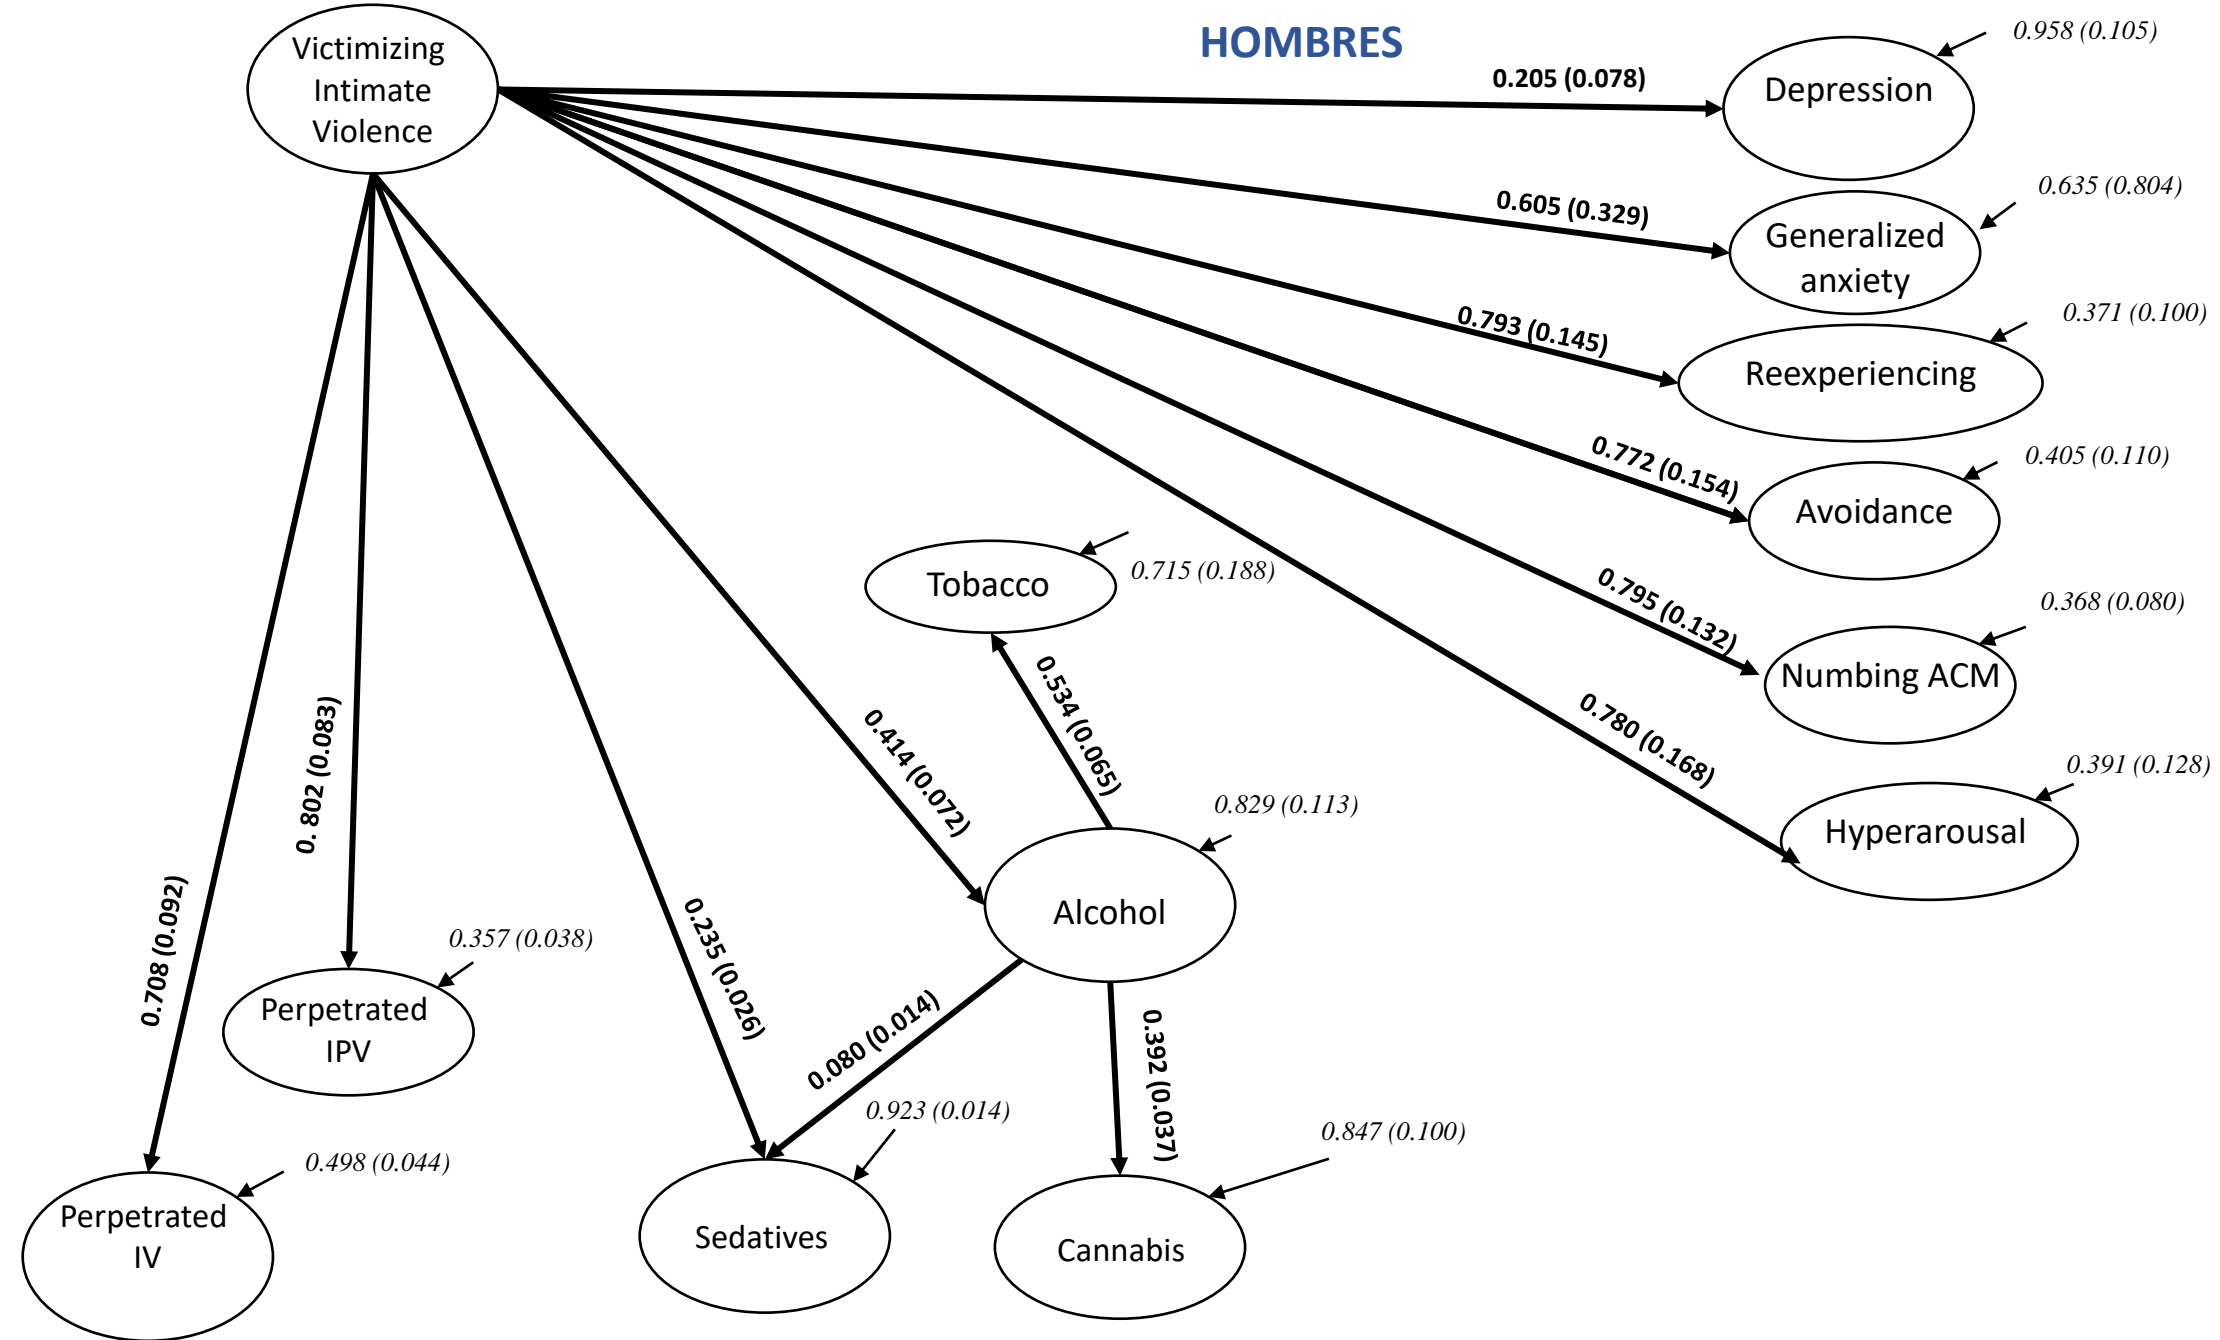 HOMBRES
Victimizing
Intimate
Violence
0.205 (0.078)
Depression
0.958 (0.105)
0.605 (0.329)
Generalized
anxiety
0.635 (0.804)
0.793 (0.145)
Reexperiencing
0.371 (0.100)
0.772 (0.154)
Avoidance
0.405 (0.110)
0.795 (0.132)
Numbing ACM
0.368 (0.080)
0.780 (0.168)
Hyperarousal
0.391 (0.128)
Tobacco
0.715 (0.188)
0.534 (0.065)
0.414 (0.072)
Alcohol
0.829 (0.113)
0.708 (0.092)
0. 802 (0.083)
0.235 (0.026)
0.080 (0.014)
0.392 (0.037)
Perpetrated
IPV
0.357 (0.038)
Perpetrated
IV
0.498 (0.044)
Sedatives
0.923 (0.014)
Cannabis
0.847 (0.100)